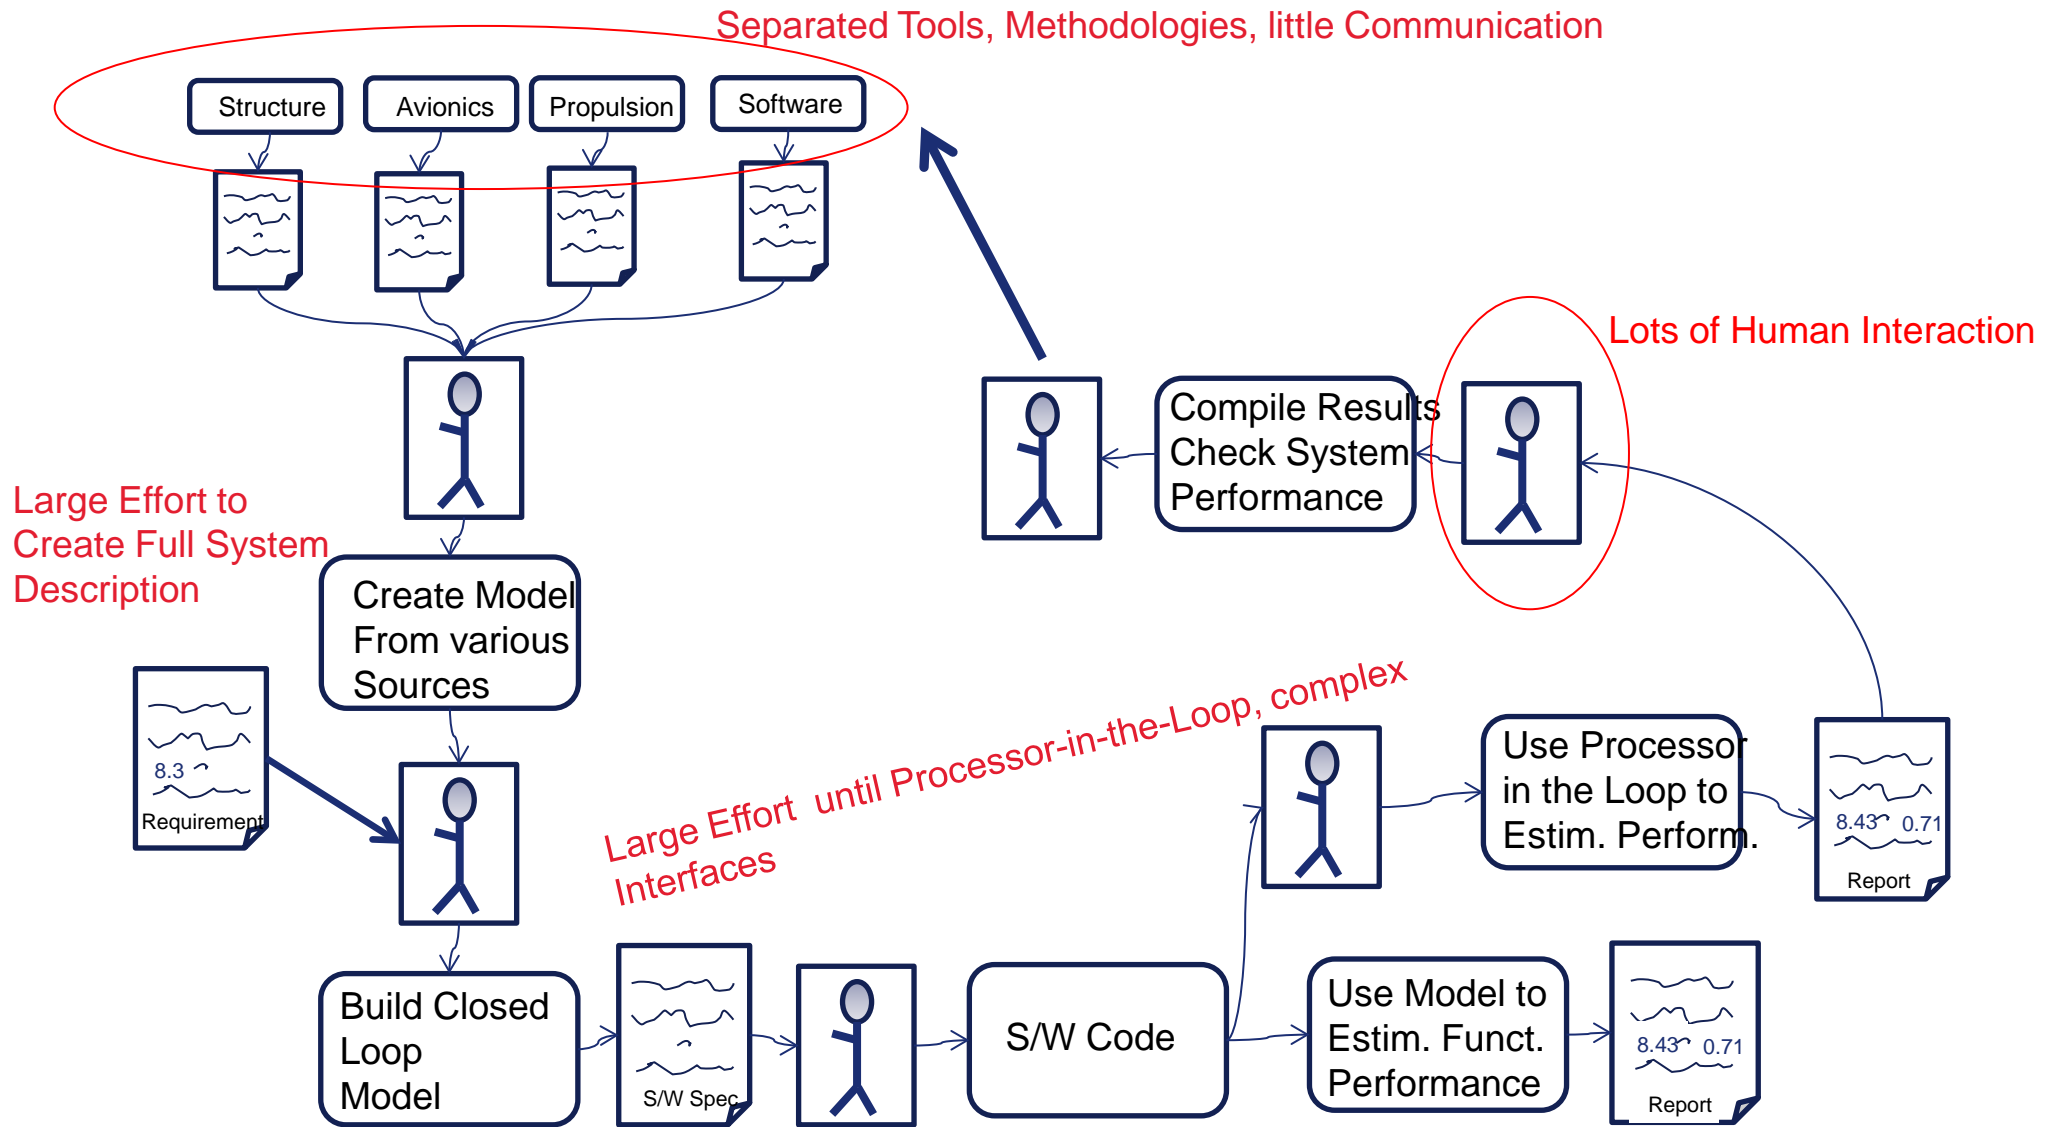 Separated Tools, Methodologies, little Communication
Structure
Avionics
Propulsion
Software
Lots of Human Interaction
Compile Results
Check System
Performance
Large Effort to
Create Full System
Description
Create Model
From various
Sources
8.3
Requirement
Large Effort  until Processor-in-the-Loop, complex
Interfaces
Use Processor
in the Loop to
Estim. Perform.
8.43 0.71
Report
Build Closed
Loop
Model
S/W Spec
S/W Code
Use Model to
Estim. Funct.
Performance
8.43 0.71
Report